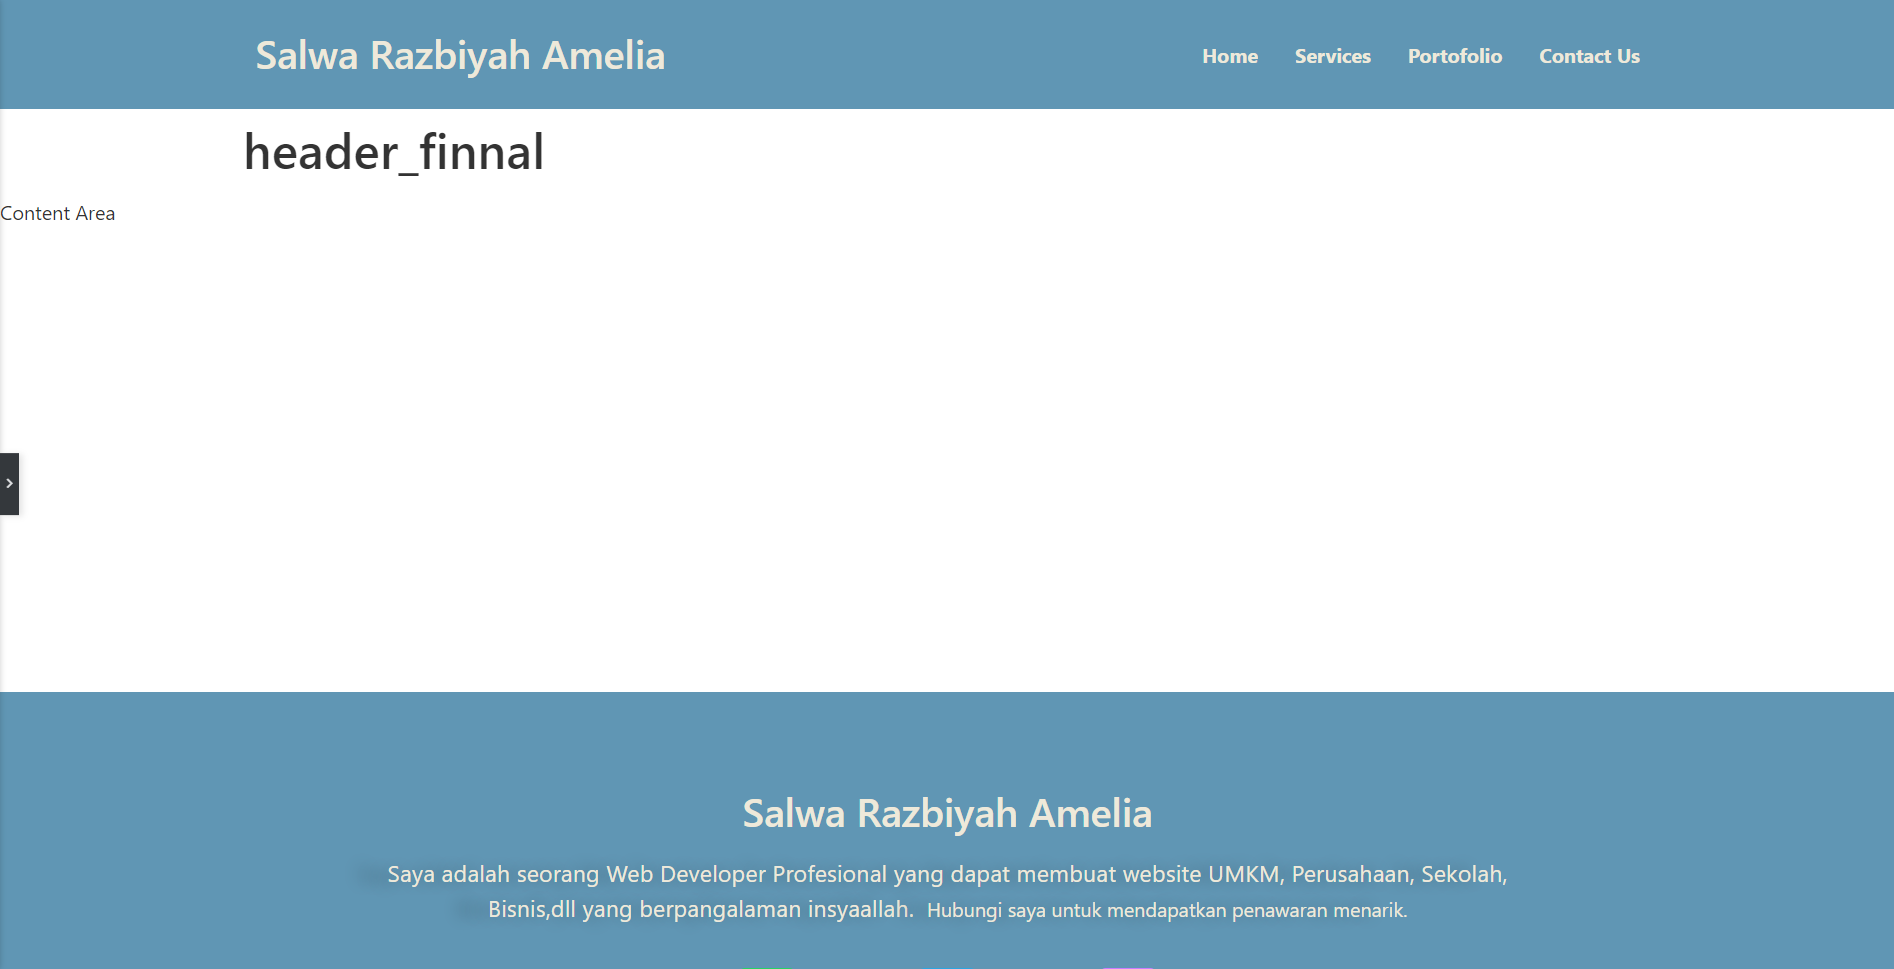 Salwa Razbiyah Amelia
Home Services Portofolio Contact Us
header_finnal
Content Area
Salwa Razbiyah Amelia
Saya adalah seorang Web Developer Profesional yang dapat membuat website UMKM, Perusahaan, Sekolah,
Bisnis,dll yang berpangalaman insyaallah. Hubungi saya untuk mendapatkan penawaran menarik.